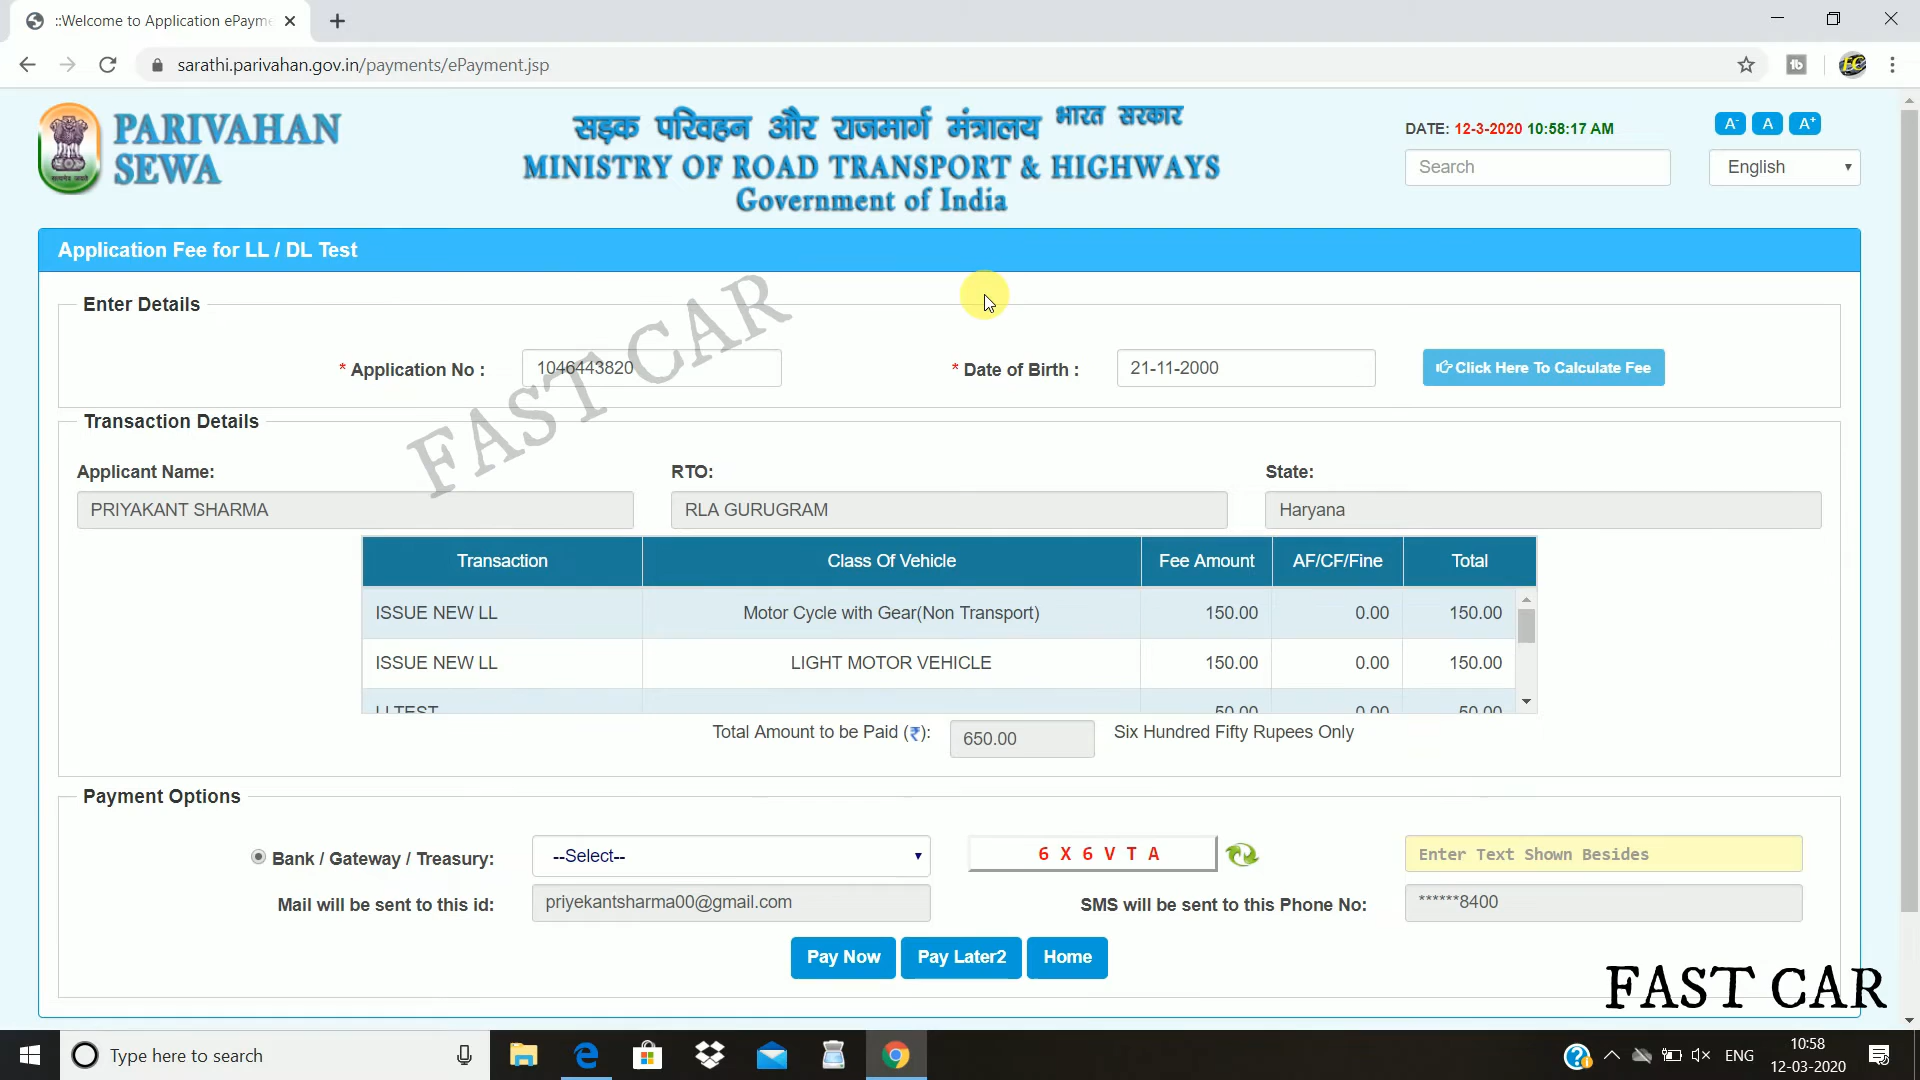 ::Welcome to Application ePayme
sarathi.parivahan.gov.in/payments/ePayment.jsp
PARIVAHAN
SEWA
सड़क परिवहन और राजमार्ग मंत्रालय भारत सरकार
MINISTRY OF ROAD TRANSPORT & HIGHWAYS
Government of India
DATE: 12-3-2020 10:58:17 AM
A- A A+
Search
English
Application Fee for LL / DL Test
Enter Details
* Application No : 1046443820 * Date of Birth : 21-11-2000 Click Here To Calculate Fee
FAST CAR
Transaction Details
Applicant Name: RTO: State:
PRIYAKANT SHARMA RLA GURUGRAM Haryana
Transaction Class Of Vehicle Fee Amount AF/CF/Fine Total
ISSUE NEW LL Motor Cycle with Gear(Non Transport) 150.00 0.00 150.00
ISSUE NEW LL LIGHT MOTOR VEHICLE 150.00 0.00 150.00
LL TEST 50.00 0.00 50.00
Total Amount to be Paid (₹): 650.00 Six Hundred Fifty Rupees Only
Payment Options
Bank / Gateway / Treasury: --Select-- 6 X 6 V T A Enter Text Shown Besides
Mail will be sent to this id: priyekantsharma00@gmail.com SMS will be sent to this Phone No: ******8400
Pay Now Pay Later2 Home
FAST CAR
Type here to search
ENG
10:58
12-03-2020